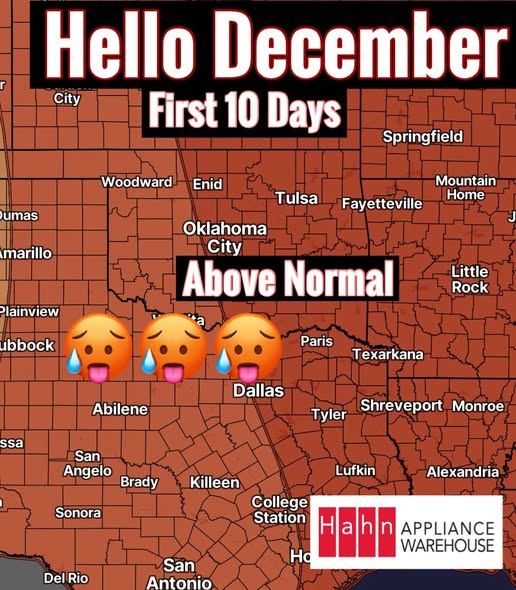 Hello December
City
First 10 Days
Springfield
Woodward
Enid
Mountain
Home
Tulsa
Fayetteville
Oklahoma
City
Above Normal
Little
Rock
Plainview
Paris
Texarkana
Dallas
Abilene
Tyler
Shreveport
Monroe
San
Angelo
Brady
Killeen
Lufkin
Alexandria
Sonora
College
Station
Hahn APPLIANCE
WAREHOUSE
San
Antonio
Del Rio